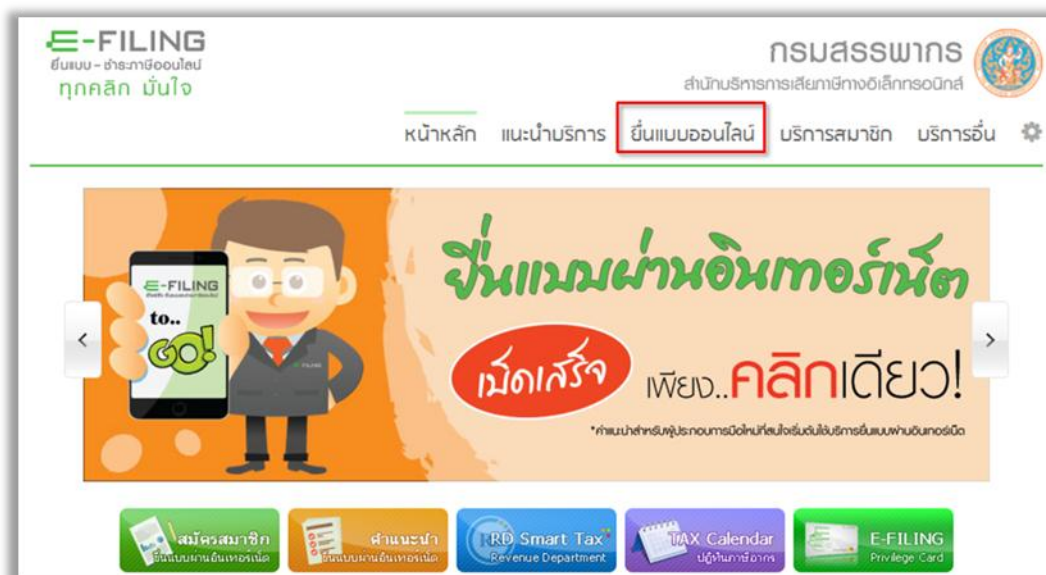 E-FILING
ยื่นแบบ - ชำระภาษีออนไลน์
ทุกคลิก มั่นใจ
กรมสรรพากร
สำนักบริหารการเสียภาษีทางอิเล็กทรอนิกส์
หน้าหลัก แนะนำบริการ ยื่นแบบออนไลน์ บริการสมาชิก บริการอื่น
ยื่นแบบผ่านอินเทอร์เน็ต
เบ็ดเสร็จ เพียง..คลิกเดียว!
*คำแนะนำสำหรับผู้ประกอบการมือใหม่ที่สนใจเริ่มต้นใช้บริการยื่นแบบผ่านอินเทอร์เน็ต
E-FILING
to..
GO!
E-FILING
สมัครสมาชิก
ยื่นแบบผ่านอินเทอร์เน็ต
คำแนะนำ
ยื่นแบบผ่านอินเทอร์เน็ต
RD Smart Tax
Revenue Department
TAX Calendar
ปฏิทินภาษีอากร
E-FILING
Privilege Card